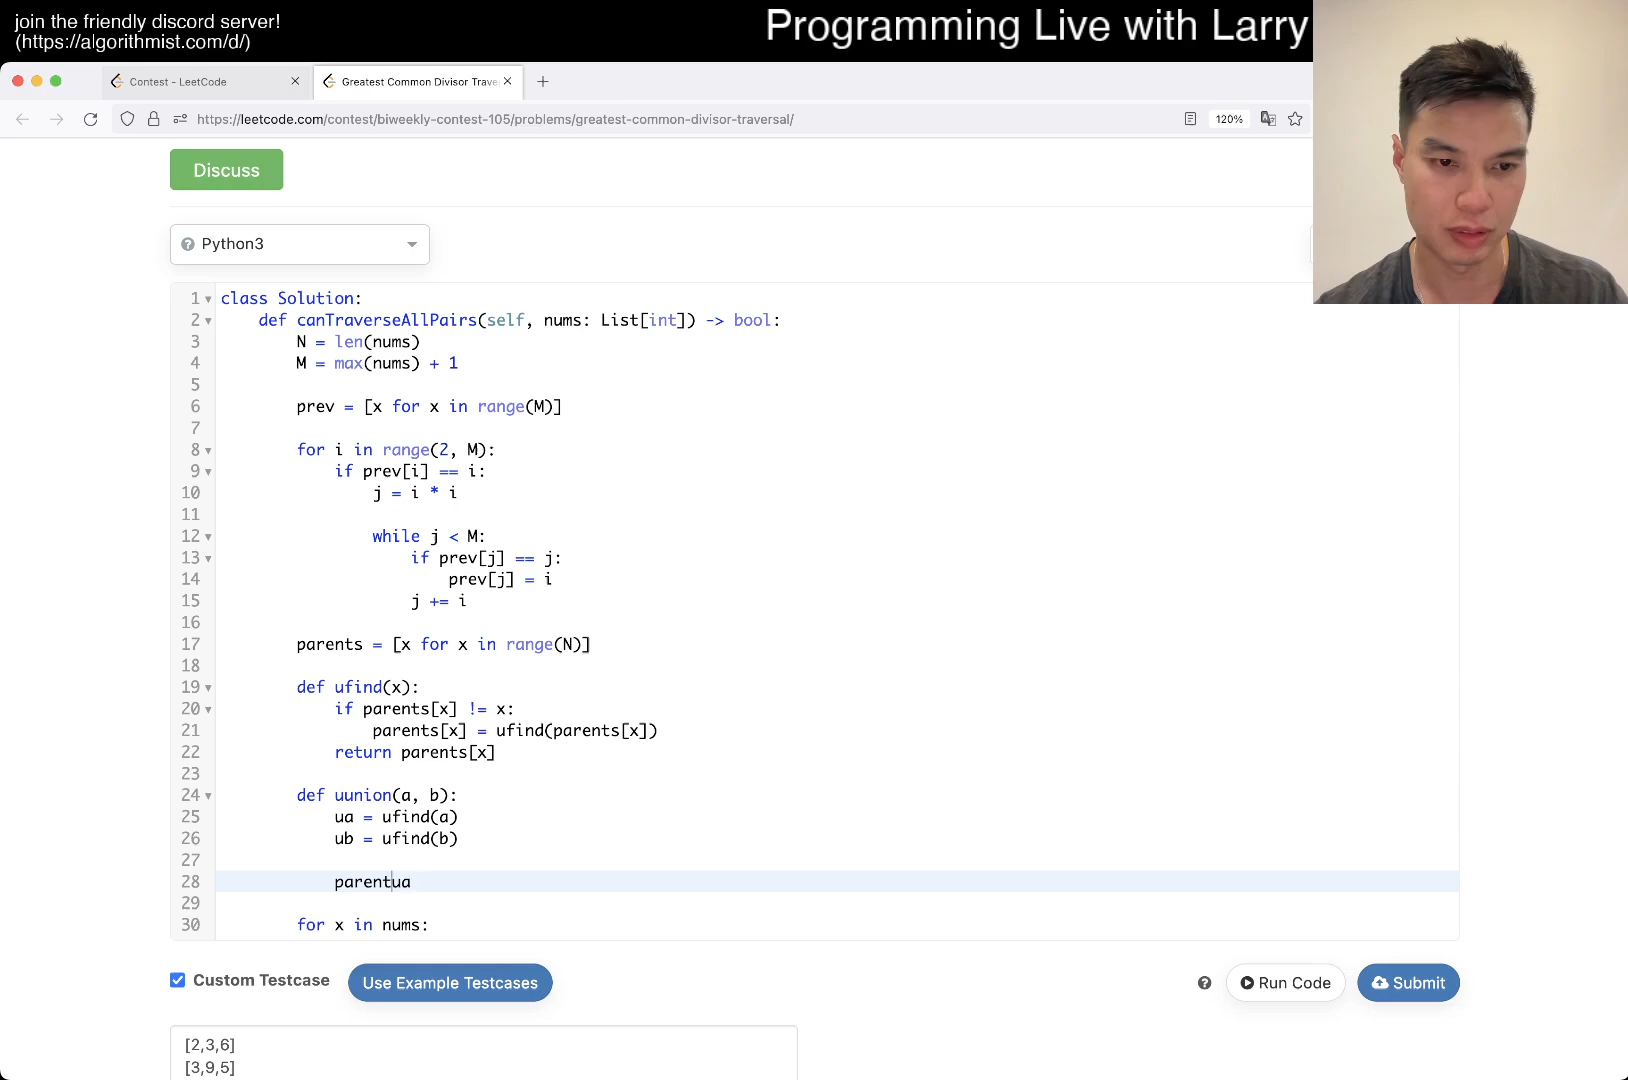 join the friendly discord server!
(https://algorithmist.com/d/)
Programming Live with Larry
Contest - LeetCode
Greatest Common Divisor Trave
https://leetcode.com/contest/biweekly-contest-105/problems/greatest-common-divisor-traversal/
120%
Discuss
Python3
1 class Solution:
2 def canTraverseAllPairs(self, nums: List[int]) -> bool:
3 N = len(nums)
4 M = max(nums) + 1
5
6 prev = [x for x in range(M)]
7
8 for i in range(2, M):
9 if prev[i] == i:
10 j = i * i
11
12 while j < M:
13 if prev[j] == j:
14 prev[j] = i
15 j += i
16
17 parents = [x for x in range(N)]
18
19 def ufind(x):
20 if parents[x] != x:
21 parents[x] = ufind(parents[x])
22 return parents[x]
23
24 def uunion(a, b):
25 ua = ufind(a)
26 ub = ufind(b)
27
28 parentua
29
30 for x in nums:
Custom Testcase
Use Example Testcases
Run Code
Submit
[2,3,6]
[3,9,5]